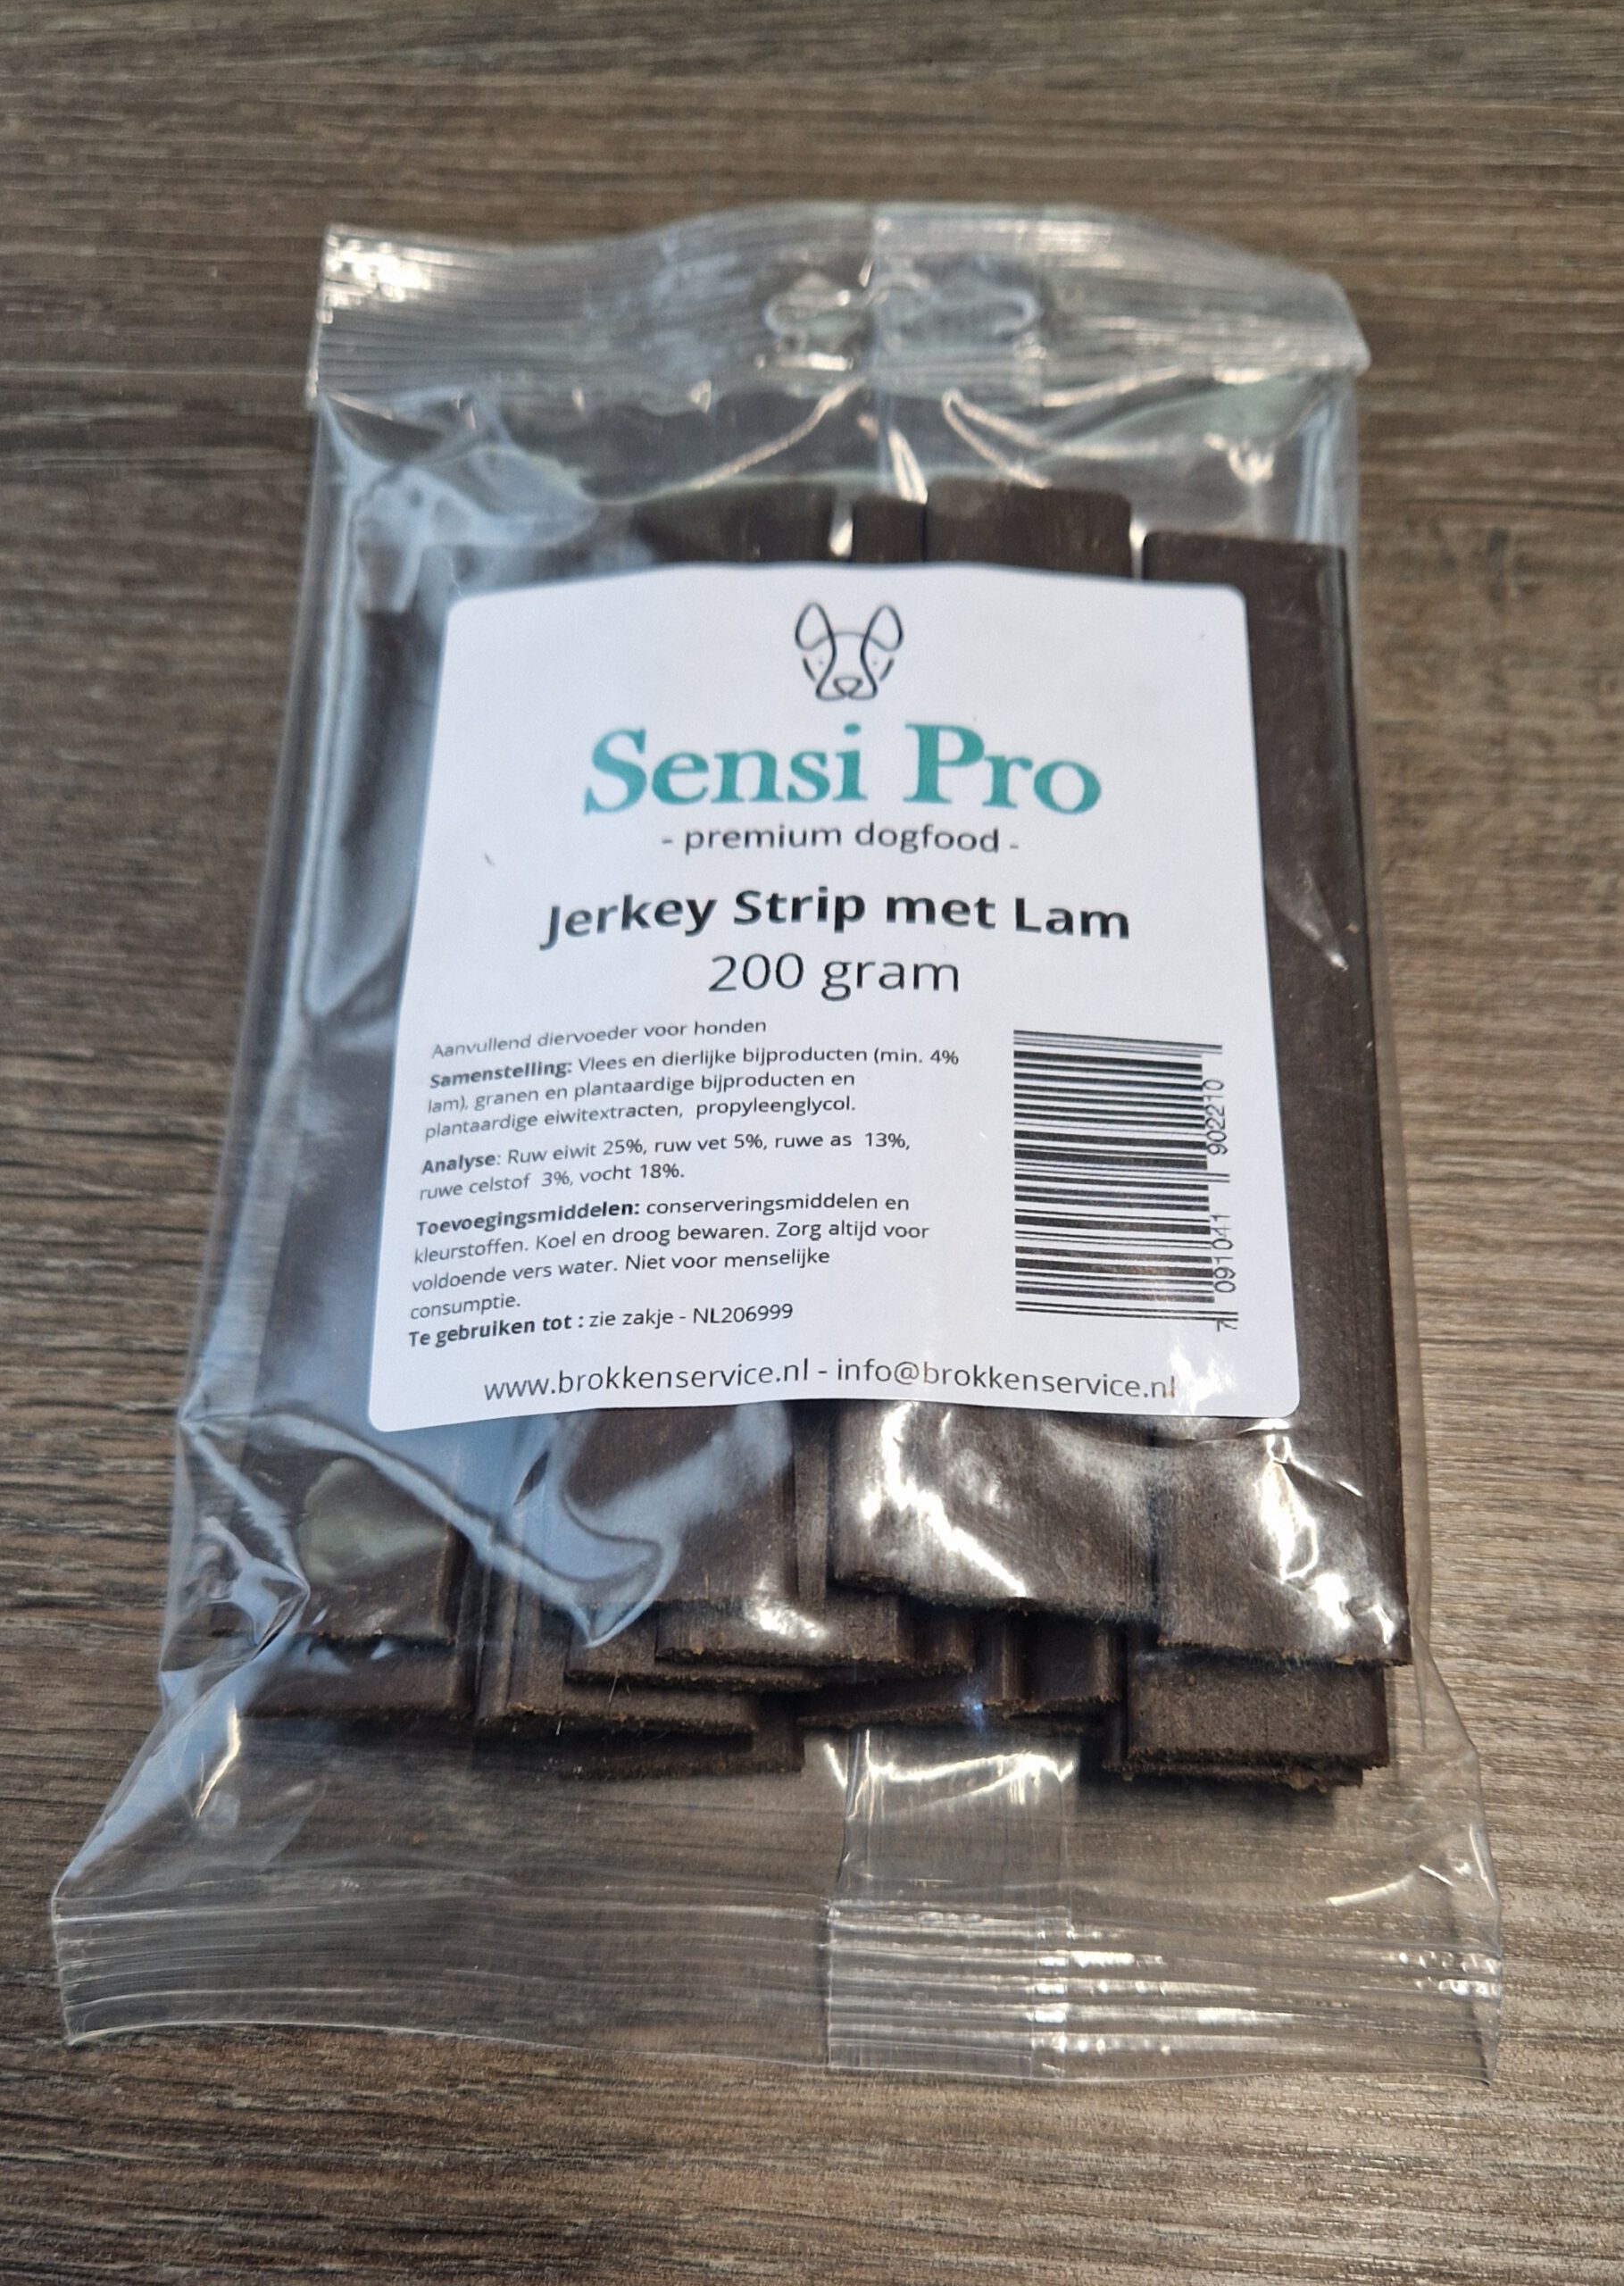 Sensi Pro
- premium dogfood -
Jerkey Strip met Lam
200 gram
Aanvullend diervoeder voor honden
Samenstelling: Vlees en dierlijke bijproducten (min. 4%
lam), granen en plantaardige bijproducten en
plantaardige eiwitextracten, propyleenglycol.
Analyse: Ruw eiwit 25%, ruw vet 5%, ruwe as 13%,
ruwe celstof 3%, vocht 18%.
Toevoegingsmiddelen: conserveringsmiddelen en
kleurstoffen. Koel en droog bewaren. Zorg altijd voor
voldoende vers water. Niet voor menselijke
consumptie.
Te gebruiken tot : zie zakje - NL206999
7 091041 902210
www.brokkenservice.nl - info@brokkenservice.nl